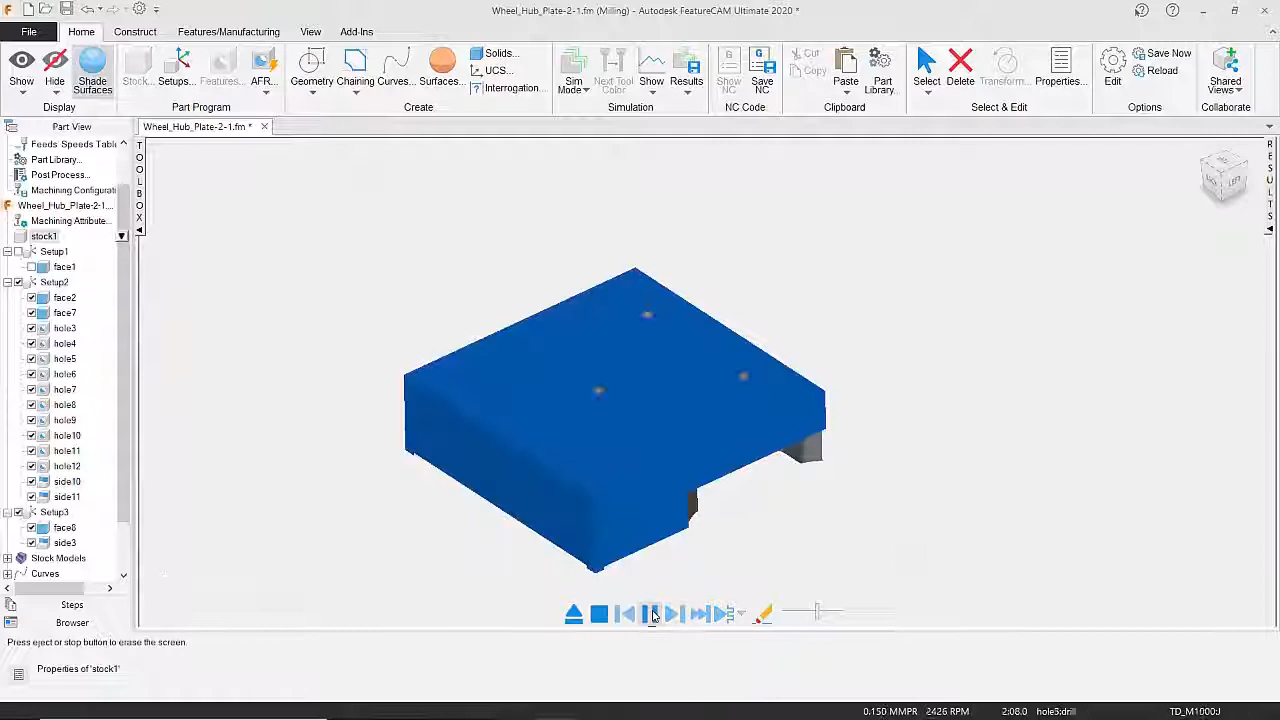 Wheel_Hub_Plate-2-1.fm (Milling) - Autodesk FeatureCAM Ultimate 2020 *
File Home Construct Features/Manufacturing View Add-Ins
Show Hide Shade Surfaces
Display
Stock... Setups... Features... AFR...
Part Program
Geometry Chaining Curves... Surfaces...
Solids...
UCS...
Interrogation...
Create
Sim Mode Next Tool Color Show Results
Simulation
Show NC Save NC
NC Code
Cut
Copy
Paste Part Library...
Clipboard
Select Delete Transform... Properties...
Select & Edit
Edit
Save Now
Reload
Options
Shared Views
Collaborate
Part View
Wheel_Hub_Plate-2-1.fm *
Feeds Speeds Tabl
Part Library...
Post Process...
Machining Configurati
Wheel_Hub_Plate-2-1....
Machining Attribute...
stock1
Setup1
face1
Setup2
face2
face7
hole3
hole4
hole5
hole6
hole7
hole8
hole9
hole10
hole11
hole12
side10
side11
Setup3
face8
side3
Stock Models
Curves
Steps
Browser
TOOLBOX
RESULTS
LEFT
Press eject or stop button to erase the screen.
Properties of 'stock1'
0.150 MMPR 2426 RPM 2:08.0 hole5:drill TD_M1000:J